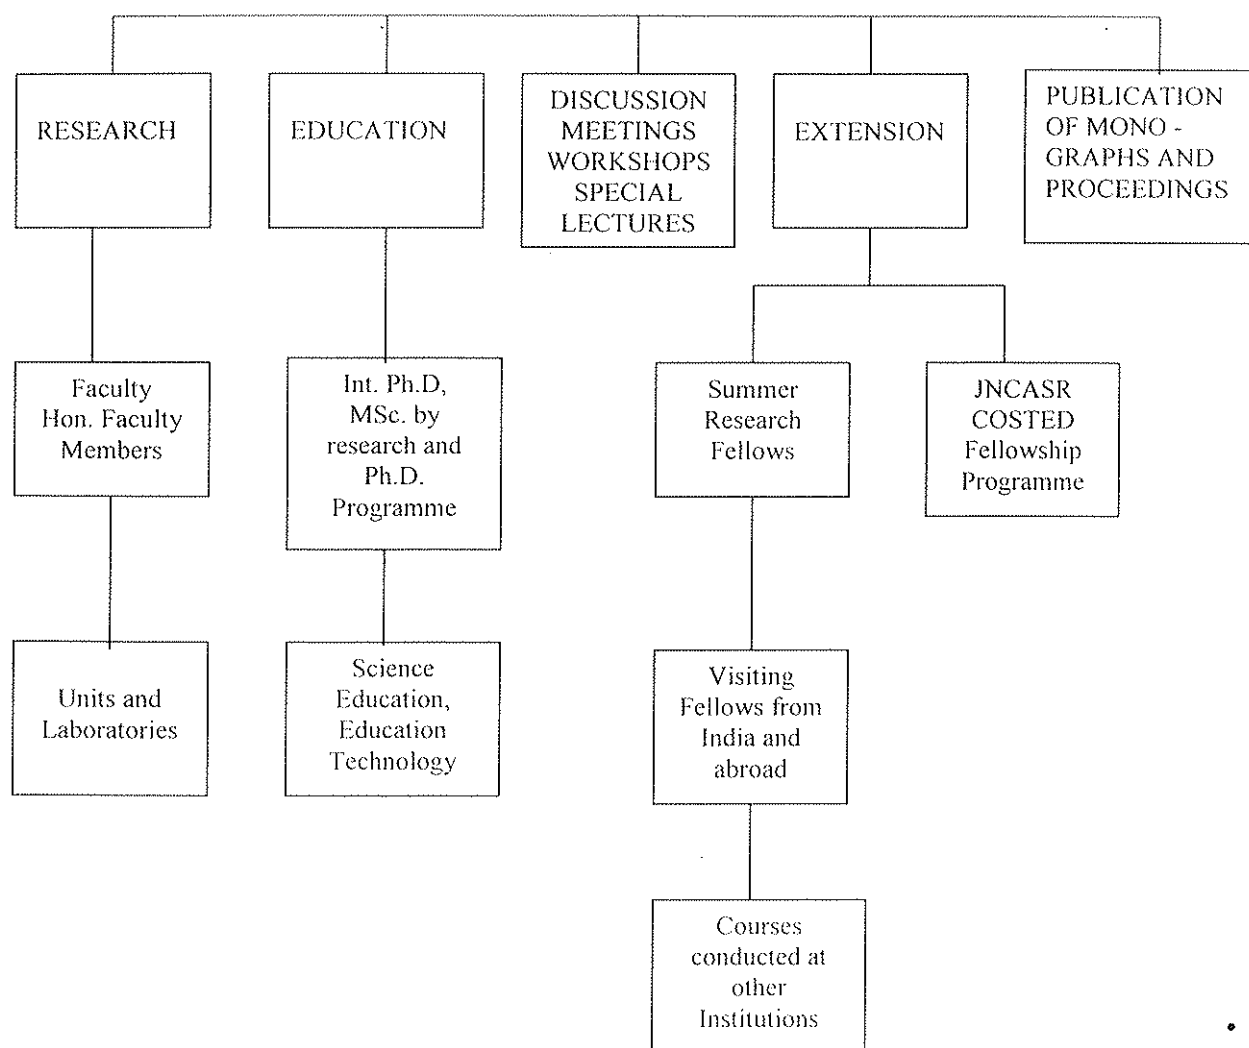 RESEARCH
EDUCATION
DISCUSSION
MEETINGS
WORKSHOPS
SPECIAL
LECTURES
EXTENSION
PUBLICATION
OF MONO -
GRAPHS AND
PROCEEDINGS
Faculty
Hon. Faculty
Members
Int. Ph.D,
MSc. by
research and
Ph.D.
Programme
Summer
Research
Fellows
JNCASR
COSTED
Fellowship
Programme
Units and
Laboratories
Science
Education,
Education
Technology
Visiting
Fellows from
India and
abroad
Courses
conducted at
other
Institutions